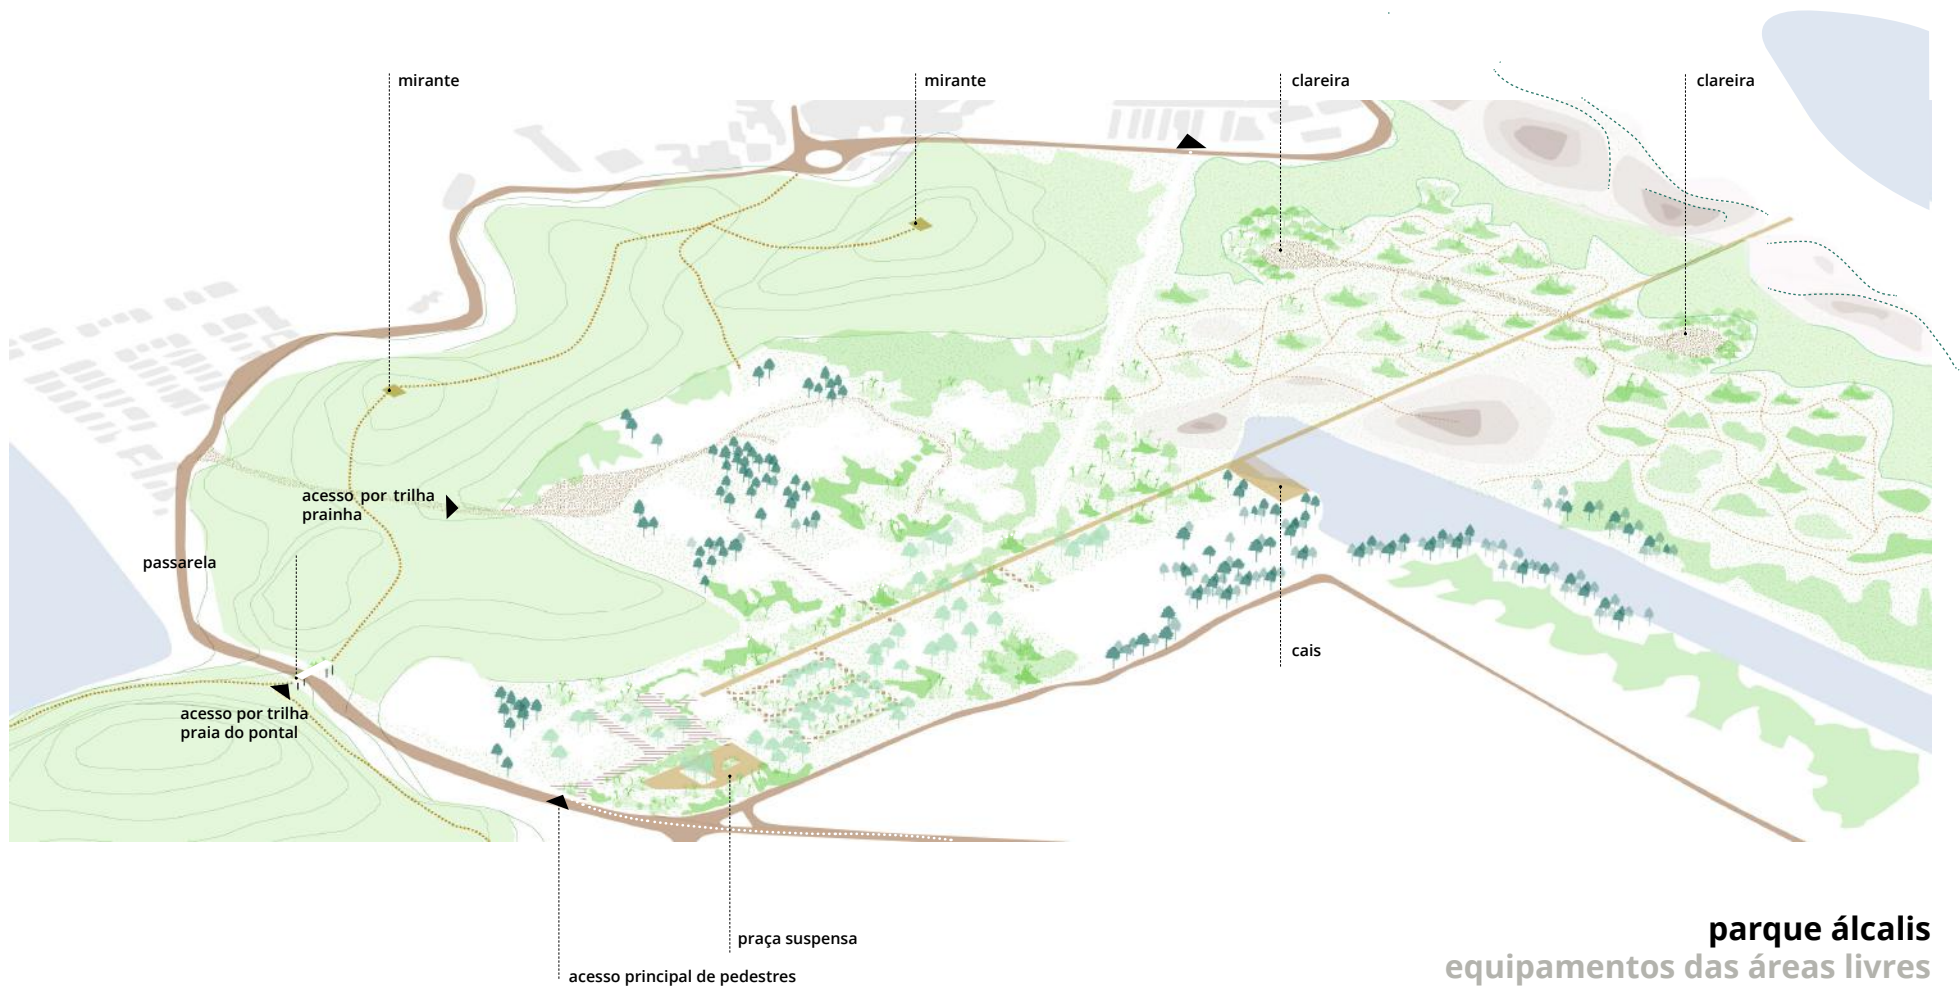 mirante
mirante
clareira
clareira
acesso por trilha
prainha
passarela
cais
acesso por trilha
praia do pontal
praça suspensa
acesso principal de pedestres
parque álcalis
equipamentos das áreas livres